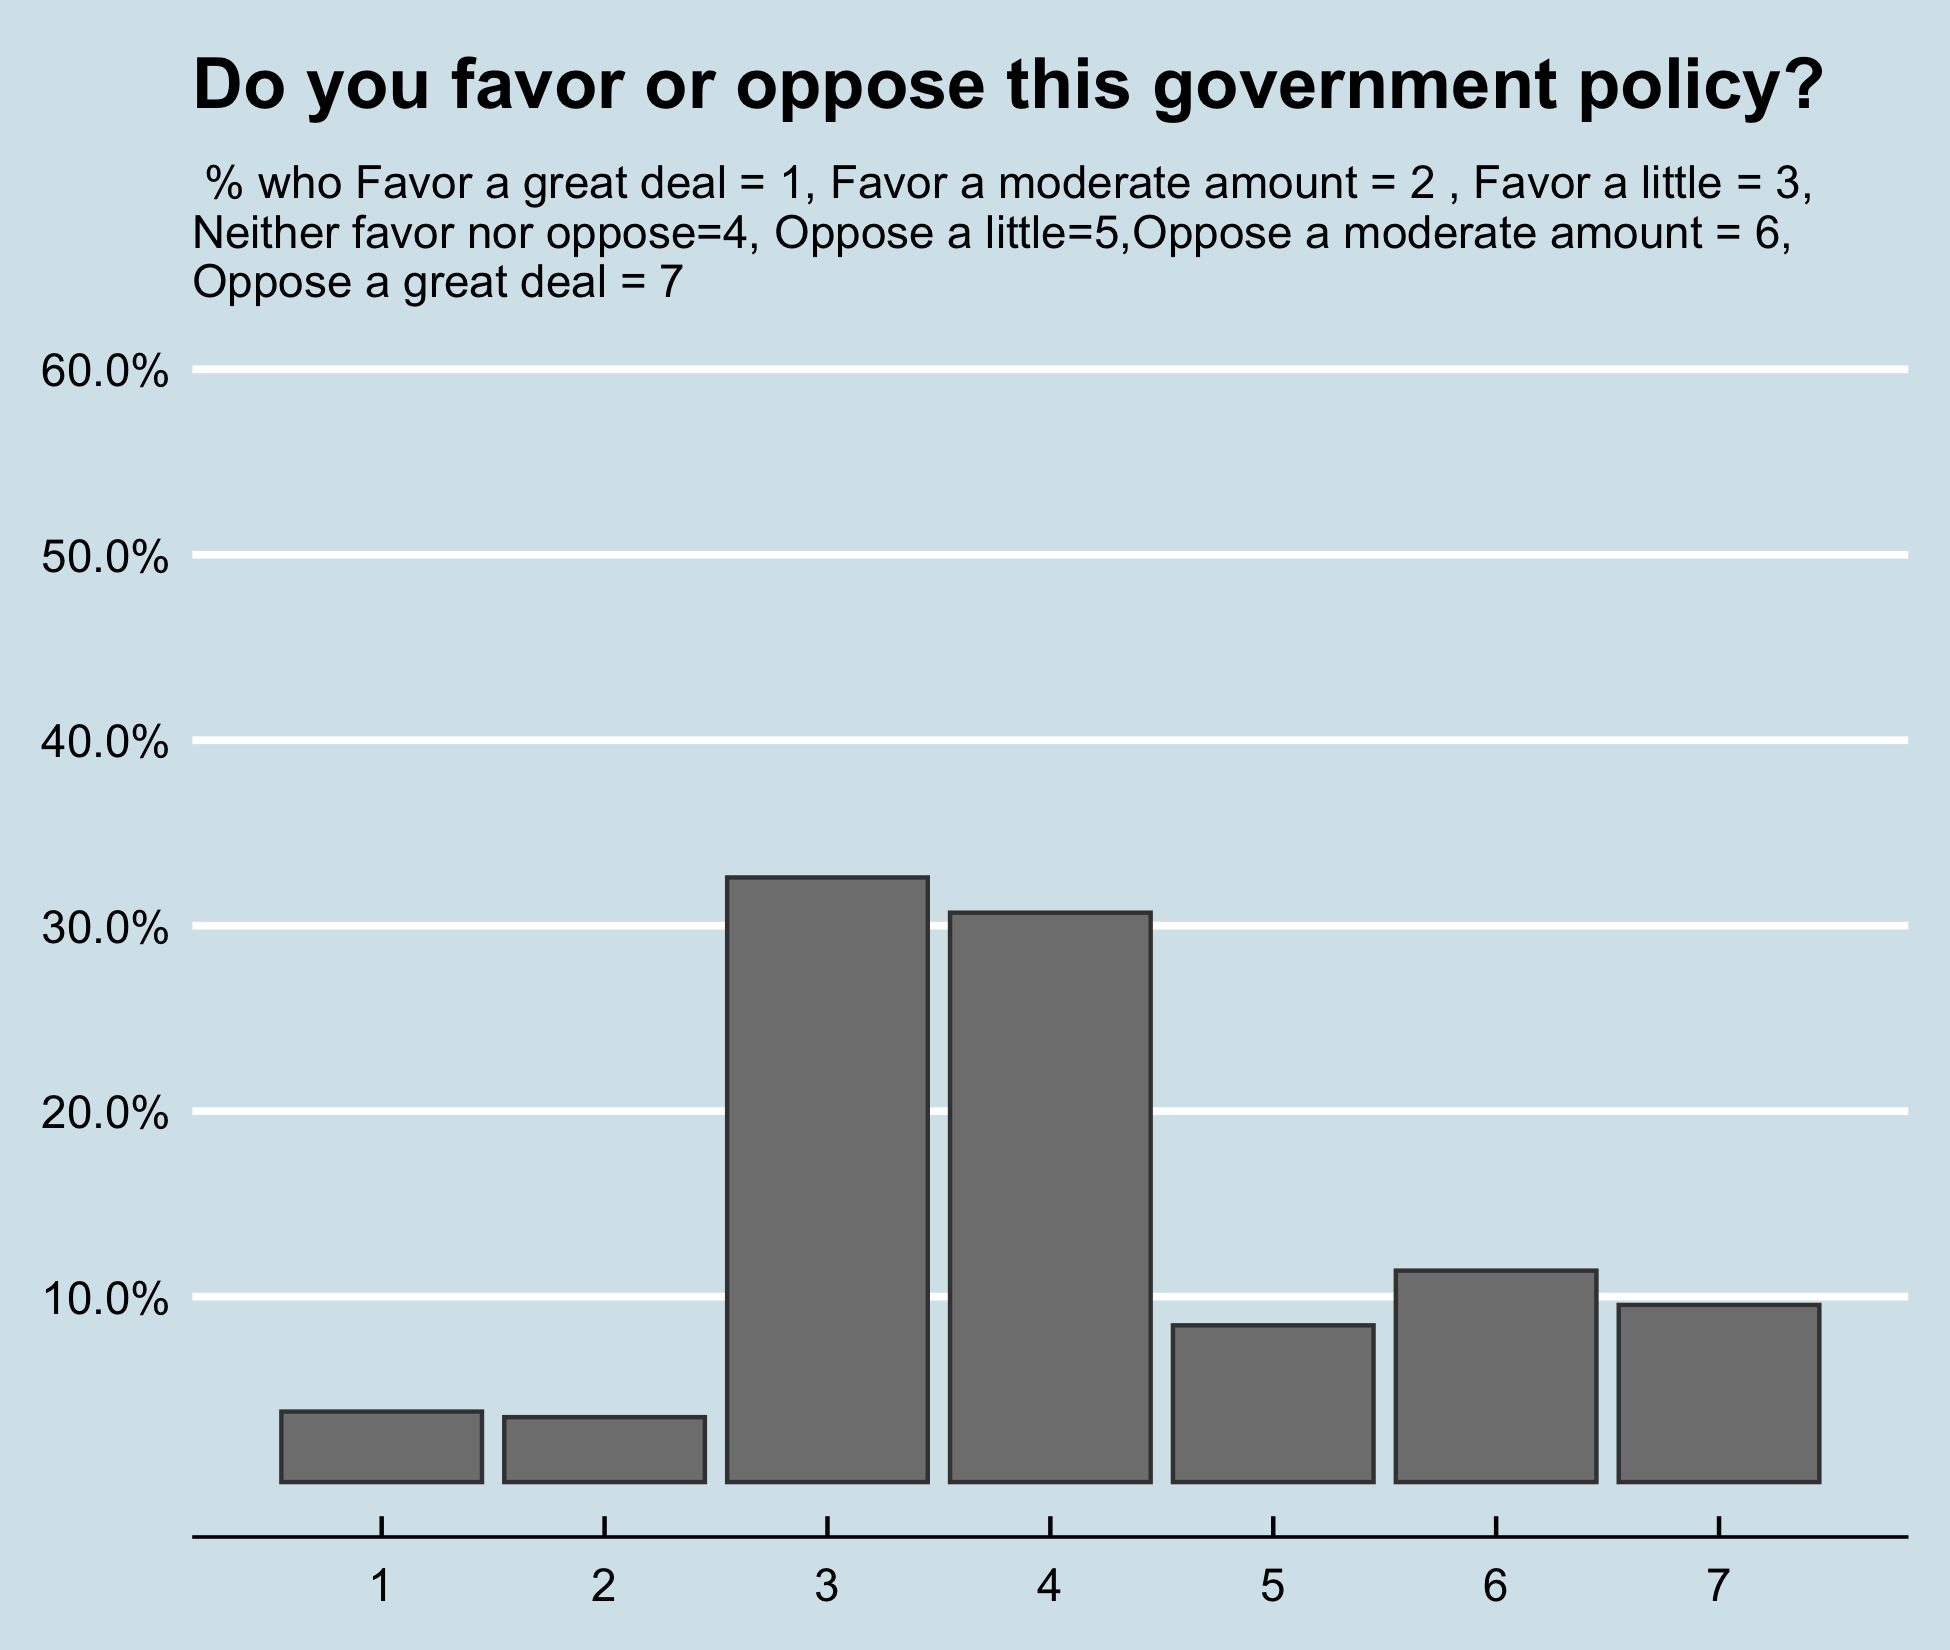 Do you favor or oppose this government policy?
% who Favor a great deal = 1, Favor a moderate amount = 2 , Favor a little = 3,
Neither favor nor oppose=4, Oppose a little=5,Oppose a moderate amount = 6,
Oppose a great deal = 7
60.0%
50.0%
40.0%
30.0%
20.0%
10.0%
1 2 3 4 5 6 7